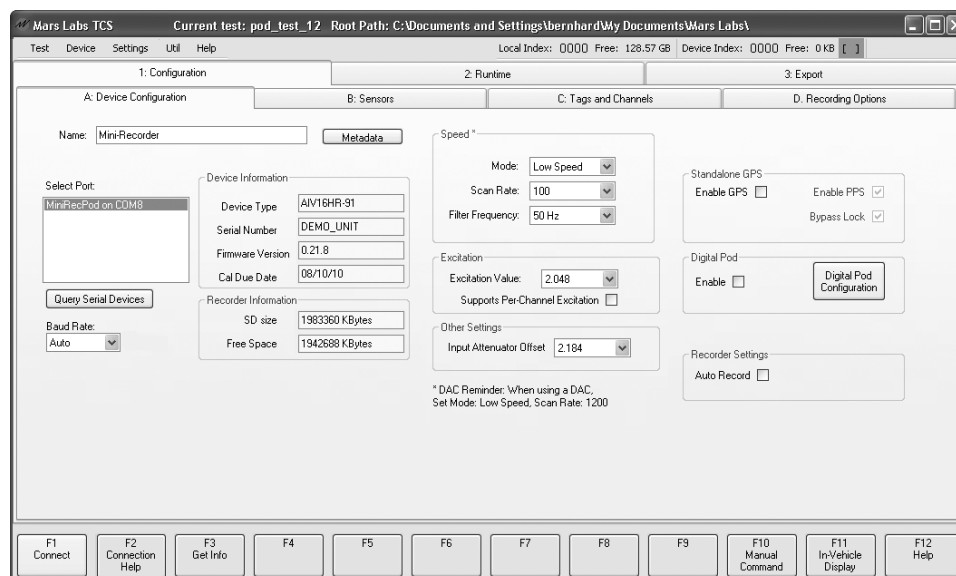 Mars Labs TCS Current test: pod_test_12 Root Path: C:\Documents and Settings\bernhard\My Documents\Mars Labs\
Test Device Settings Util Help Local Index: 0000 Free: 128.57 GB Device Index: 0000 Free: 0 KB [ ]
1: Configuration 2: Runtime 3: Export
A: Device Configuration B: Sensors C: Tags and Channels D. Recording Options
Name: Mini-Recorder Metadata
Select Port:
MiniRecPod on COM8
Query Serial Devices
Baud Rate:
Auto
Device Information
Device Type AIV16HR-91
Serial Number DEMO_UNIT
Firmware Version 0.21.8
Cal Due Date 08/10/10
Recorder Information
SD size 1983360 KBytes
Free Space 1942688 KBytes
Speed *
Mode: Low Speed
Scan Rate: 100
Filter Frequency: 50 Hz
Excitation
Excitation Value: 2.048
Supports Per-Channel Excitation
Other Settings
Input Attenuator Offset 2.184
* DAC Reminder: When using a DAC,
Set Mode: Low Speed, Scan Rate: 1200
Standalone GPS
Enable GPS Enable PPS
Bypass Lock
Digital Pod
Enable
Digital Pod
Configuration
Recorder Settings
Auto Record
F1
Connect
F2
Connection
Help
F3
Get Info
F4
F5
F6
F7
F8
F9
F10
Manual
Command
F11
In-Vehicle
Display
F12
Help